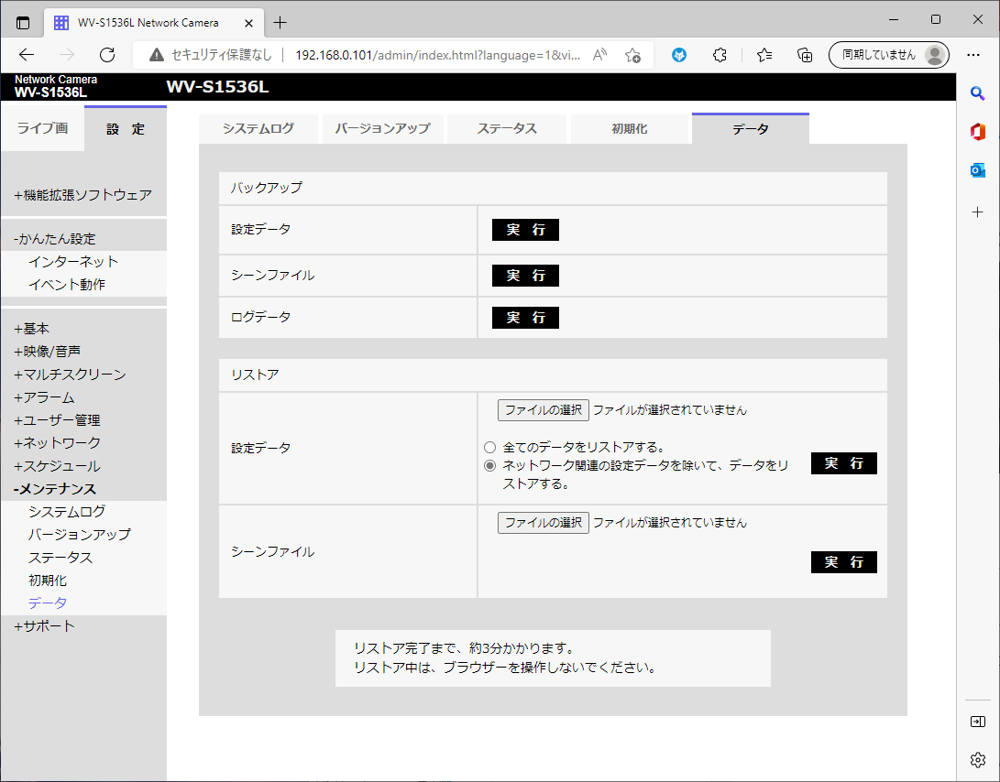 WV-S1536L Network Camera
セキュリティ保護なし
192.168.0.101/admin/index.html?language=1&vi...
同期していません
Network Camera
WV-S1536L
WV-S1536L
ライブ画
設 定
システムログ
バージョンアップ
ステータス
初期化
データ
+機能拡張ソフトウェア
-かんたん設定
インターネット
イベント動作
+基本
+映像/音声
+マルチスクリーン
+アラーム
+ユーザー管理
+ネットワーク
+スケジュール
-メンテナンス
システムログ
バージョンアップ
ステータス
初期化
データ
+サポート
バックアップ
設定データ
実 行
シーンファイル
実 行
ログデータ
実 行
リストア
設定データ
ファイルの選択 ファイルが選択されていません
全てのデータをリストアする。
ネットワーク関連の設定データを除いて、データをリ
ストアする。
実 行
シーンファイル
ファイルの選択 ファイルが選択されていません
実 行
リストア完了まで、約3分かかります。
リストア中は、ブラウザーを操作しないでください。